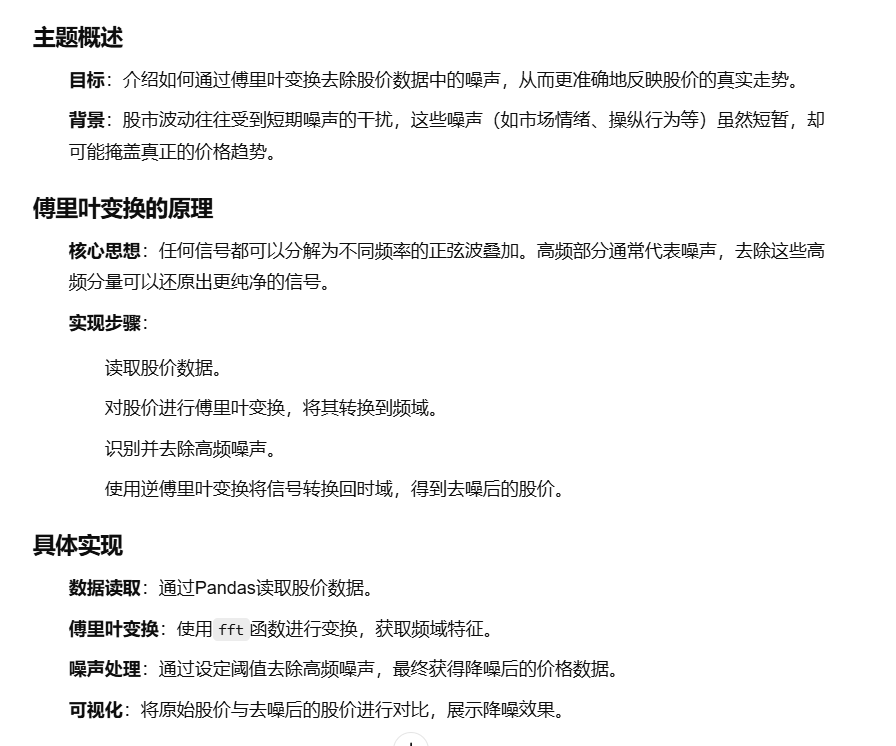 主题概述
目标：介绍如何通过傅里叶变换去除股价数据中的噪声，从而更准确地反映股价的真实走势。
背景：股市波动往往受到短期噪声的干扰，这些噪声（如市场情绪、操纵行为等）虽然短暂，却
可能掩盖真正的价格趋势。
傅里叶变换的原理
核心思想：任何信号都可以分解为不同频率的正弦波叠加。高频部分通常代表噪声，去除这些高
频分量可以还原出更纯净的信号。
实现步骤：
读取股价数据。
对股价进行傅里叶变换，将其转换到频域。
识别并去除高频噪声。
使用逆傅里叶变换将信号转换回时域，得到去噪后的股价。
具体实现
数据读取：通过Pandas读取股价数据。
傅里叶变换：使用 fft 函数进行变换，获取频域特征。
噪声处理：通过设定阈值去除高频噪声，最终获得降噪后的价格数据。
可视化：将原始股价与去噪后的股价进行对比，展示降噪效果。